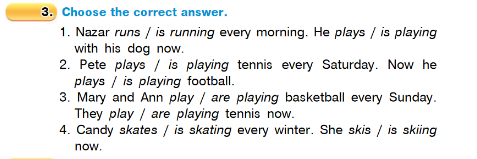 3. Choose the correct answer.
1. Nazar runs / is running every morning. He plays / is playing
with his dog now.
2. Pete plays / is playing tennis every Saturday. Now he
plays / is playing football.
3. Mary and Ann play / are playing basketball every Sunday.
They play / are playing tennis now.
4. Candy skates / is skating every winter. She skis / is skiing
now.